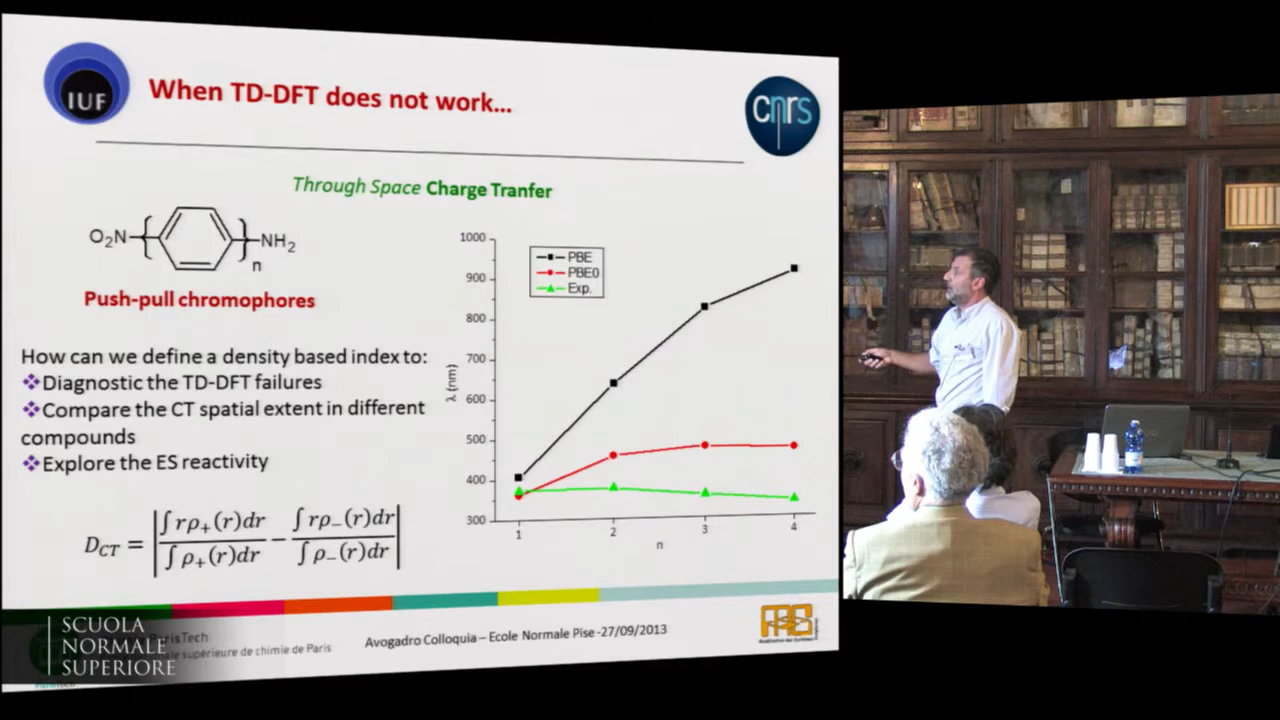 IUF
When TD-DFT does not work...
cnrs
Through Space Charge Tranfer
O₂N
NH₂
n
Push-pull chromophores
How can we define a density based index to:
❖Diagnostic the TD-DFT failures
❖Compare the CT spatial extent in different
compounds
❖Explore the ES reactivity
D_CT = |∫rρ₊(r)dr / ∫ρ₊(r)dr − ∫rρ₋(r)dr / ∫ρ₋(r)dr|
PBE
PBE0
Exp.
λ (nm)
1000
900
800
700
600
500
400
300
1 2 3 4
n
SCUOLA
NORMALE
SUPERIORE
ParisTech
supérieure de chimie de Paris
Avogadro Colloquia – Ecole Normale Pise -27/09/2013